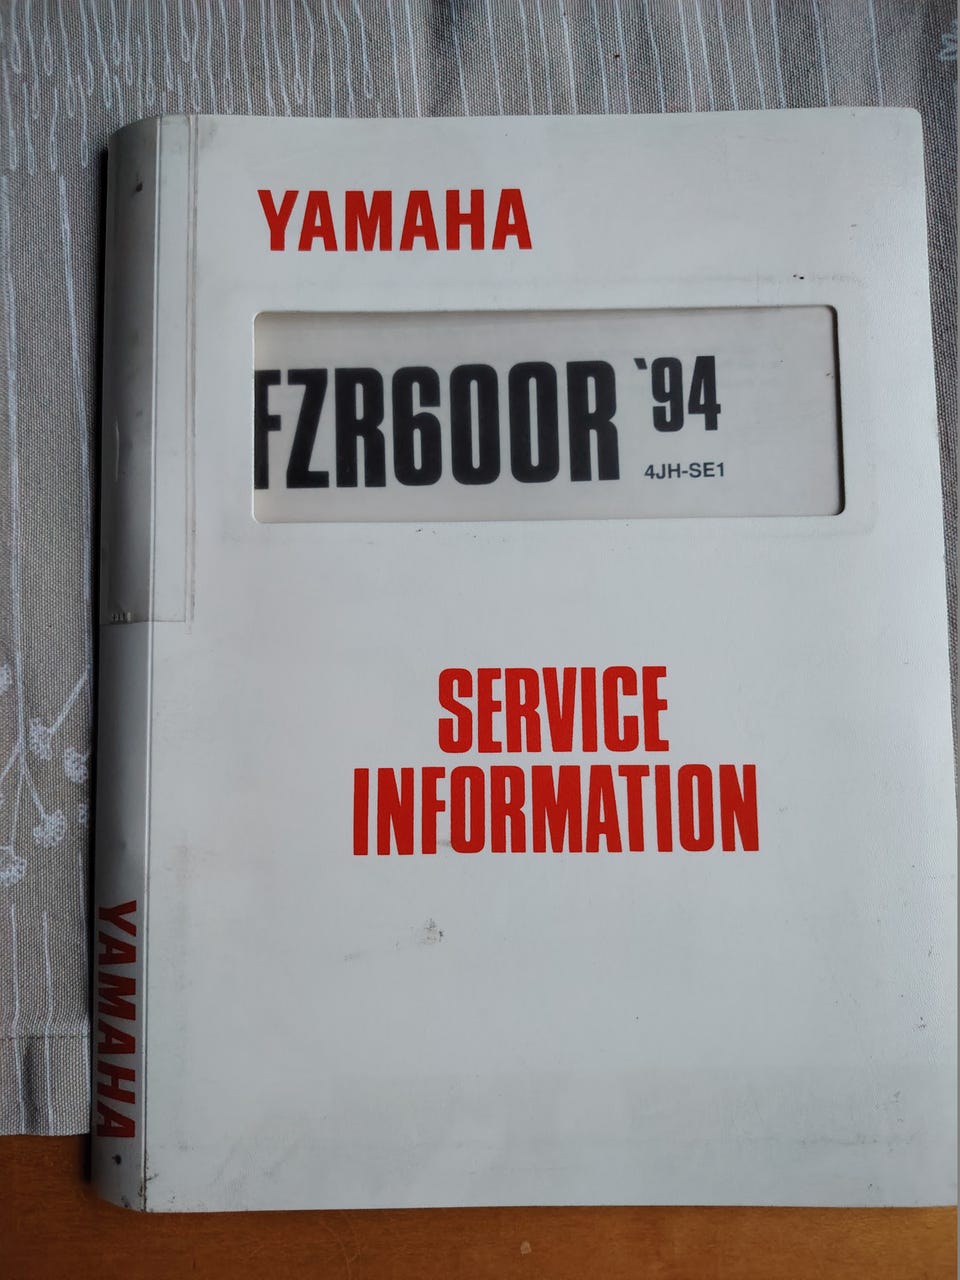 YAMAHA
FZR600R `94
4JH-SE1
SERVICE
INFORMATION
YAMAHA